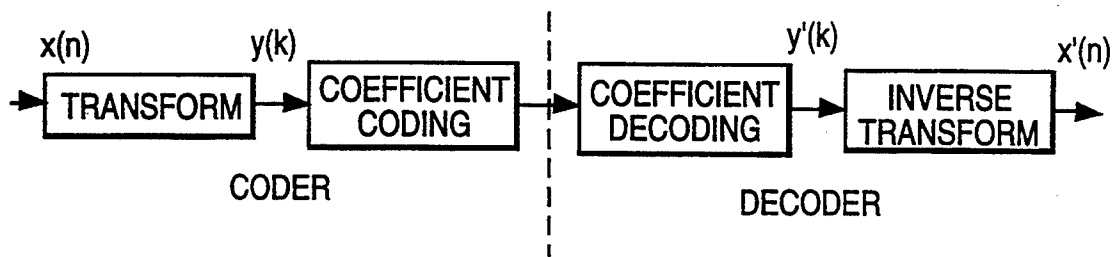 x(n)
y(k)
y'(k)
x'(n)
TRANSFORM
COEFFICIENT
CODING
COEFFICIENT
DECODING
INVERSE
TRANSFORM
CODER
DECODER